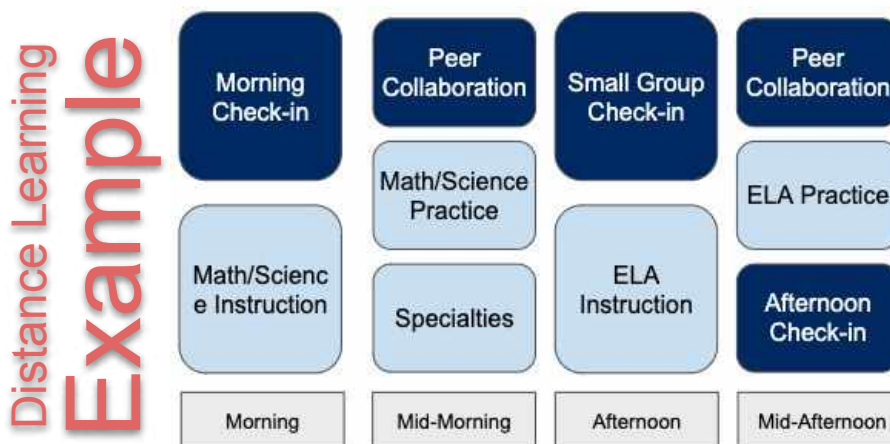 Distance Learning
Example
Morning
Check-in
Math/Scienc
e Instruction
Morning
Peer
Collaboration
Math/Science
Practice
Specialties
Mid-Morning
Small Group
Check-in
ELA
Instruction
Afternoon
Peer
Collaboration
ELA Practice
Afternoon
Check-in
Mid-Afternoon